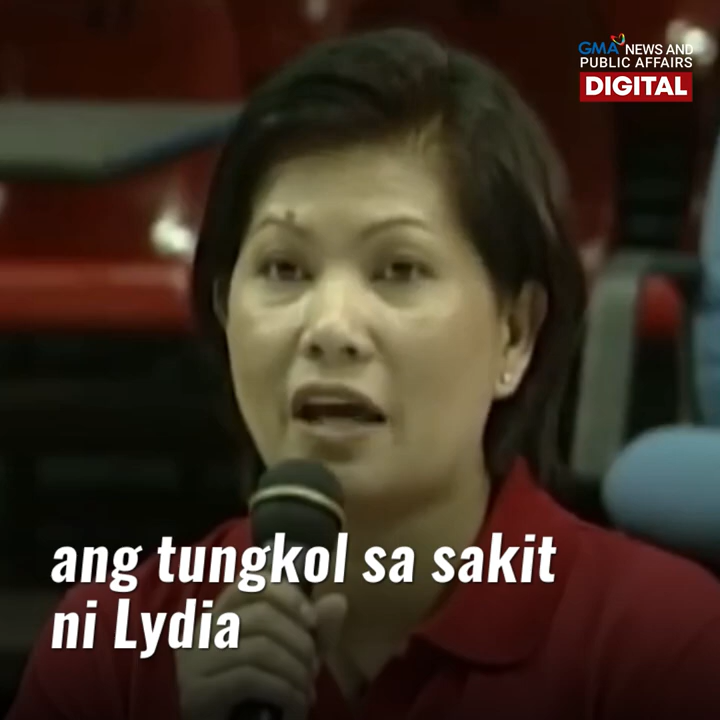 GMA NEWS AND
PUBLIC AFFAIRS
DIGITAL
ang tungkol sa sakit
ni Lydia